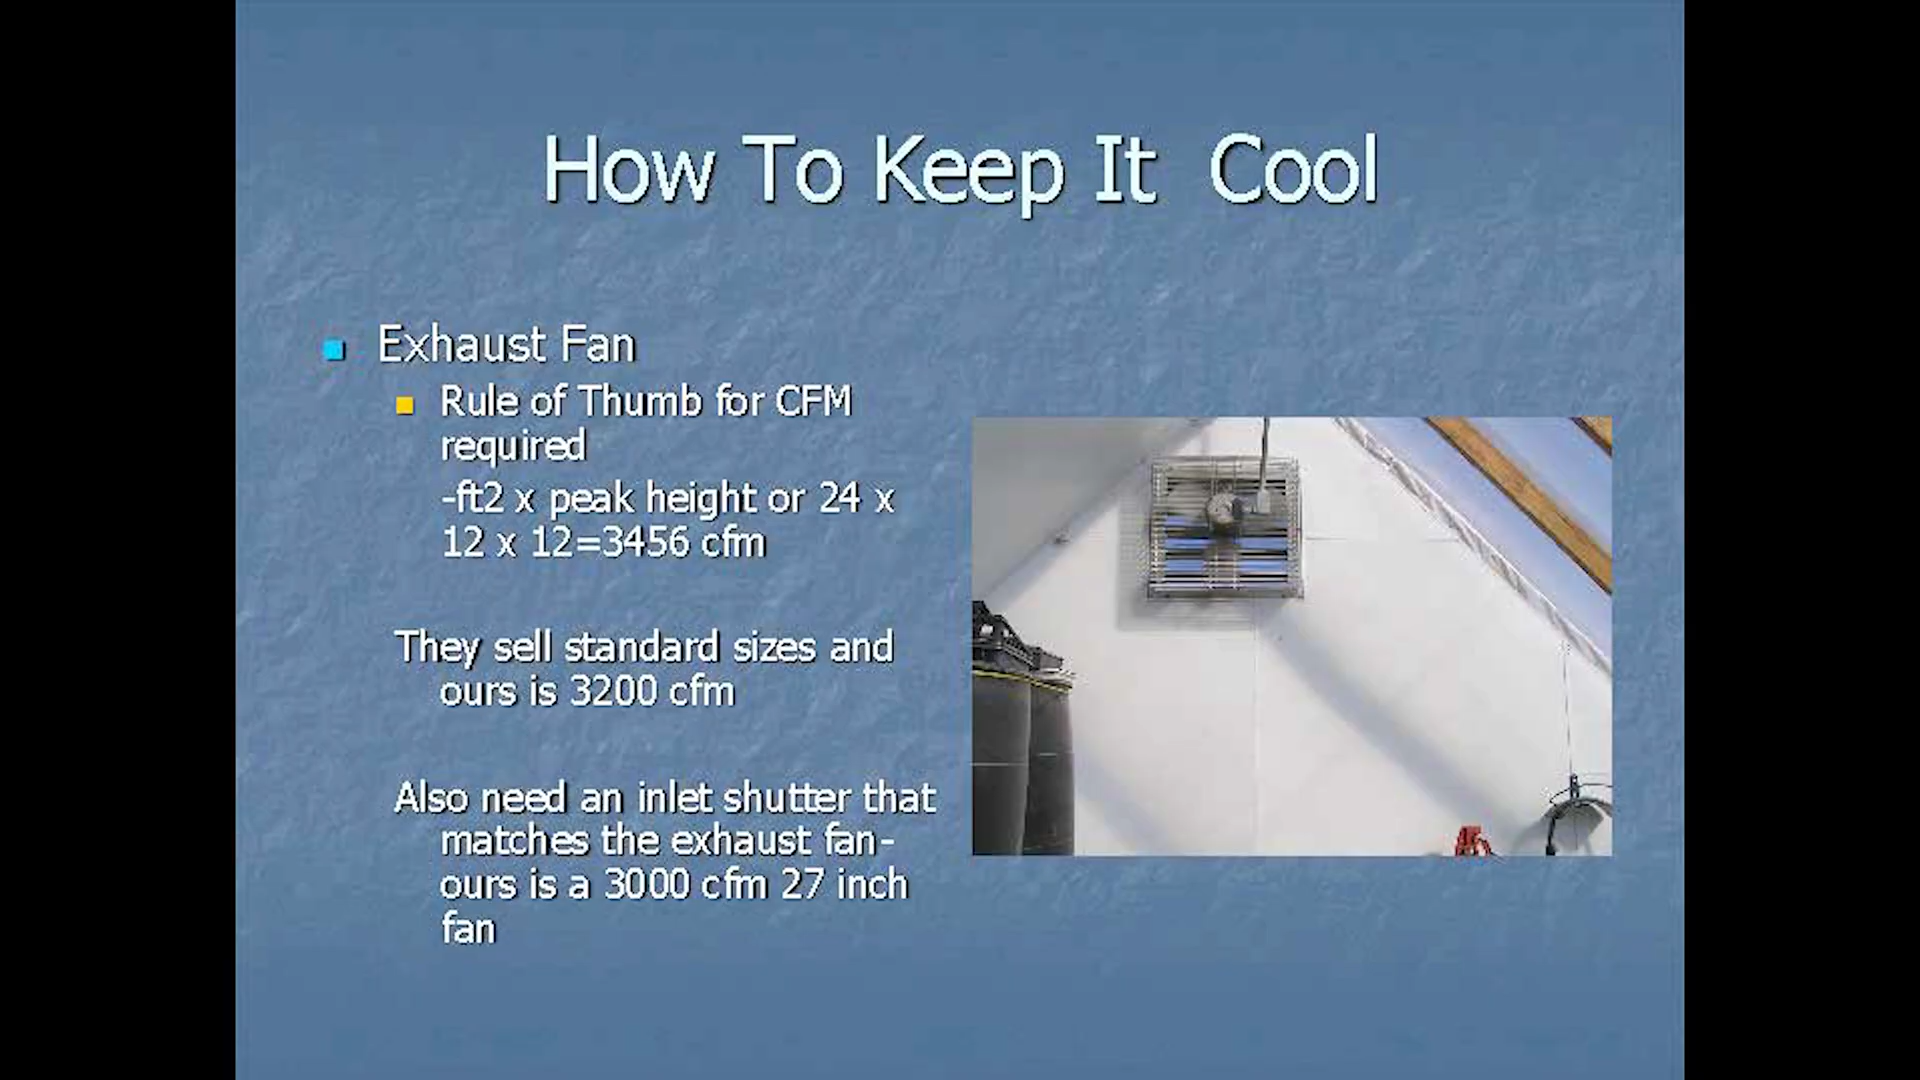 How To Keep It Cool
Exhaust Fan
Rule of Thumb for CFM
required
-ft2 x peak height or 24 x
12 x 12=3456 cfm
They sell standard sizes and
ours is 3200 cfm
Also need an inlet shutter that
matches the exhaust fan-
ours is a 3000 cfm 27 inch
fan